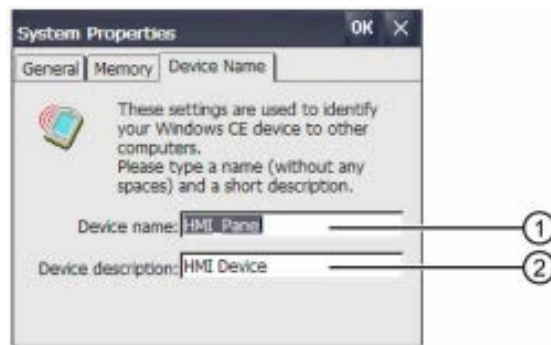 System Properties OK ×
General Memory Device Name
These settings are used to identify
your Windows CE device to other
computers.
Please type a name (without any
spaces) and a short description.
Device name: HMI_Panel
1
Device description: HMI Device
2